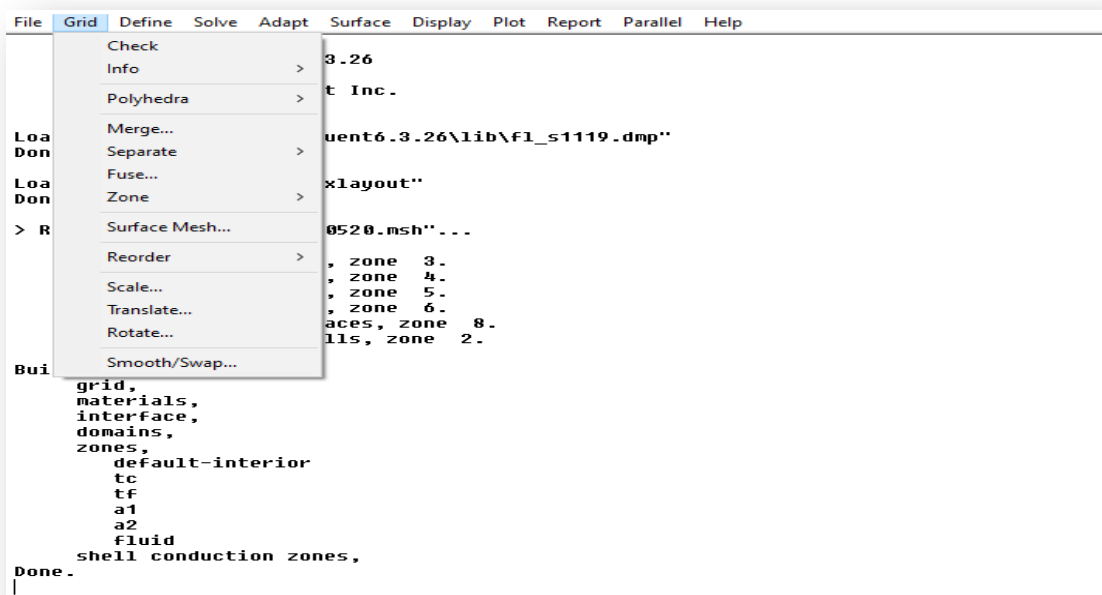 File Grid Define Solve Adapt Surface Display Plot Report Parallel Help
Check
3.26
Info >
t Inc.
Polyhedra >
Merge...
Loa uent6.3.26\lib\fl_s1119.dmp"
Don Separate >
Fuse...
Loa xlayout"
Don Zone >
> R Surface Mesh... 0520.msh"...
Reorder >
, zone 3.
, zone 4.
Scale...
, zone 5.
Translate...
, zone 6.
aces, zone 8.
Rotate...
lls, zone 2.
Smooth/Swap...
Bui
grid,
materials,
interface,
domains,
zones,
default-interior
tc
tf
a1
a2
fluid
shell conduction zones,
Done.